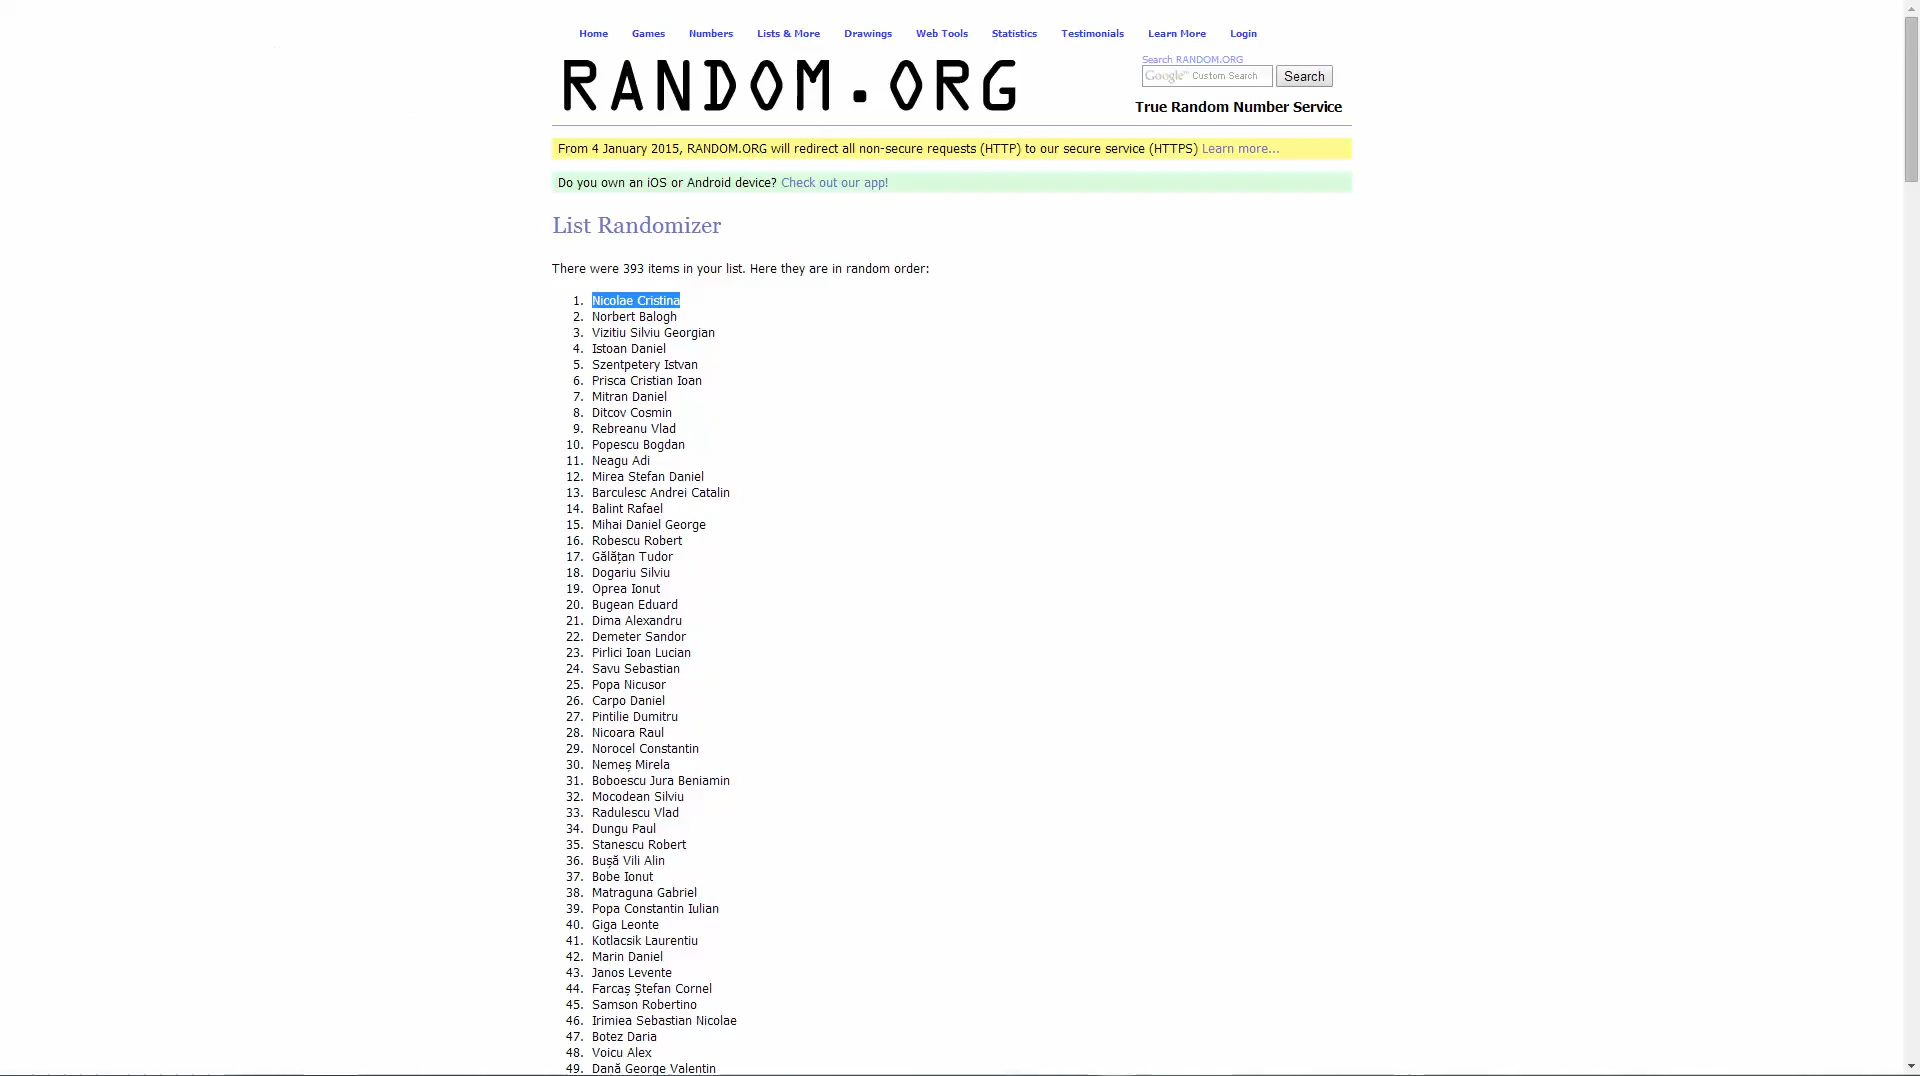 Home Games Numbers Lists & More Drawings Web Tools Statistics Testimonials Learn More Login
RANDOM.ORG
Search RANDOM.ORG
Google™ Custom Search Search
True Random Number Service
From 4 January 2015, RANDOM.ORG will redirect all non-secure requests (HTTP) to our secure service (HTTPS) Learn more...
Do you own an iOS or Android device? Check out our app!
List Randomizer
There were 393 items in your list. Here they are in random order:
1. Nicolae Cristina
2. Norbert Balogh
3. Vizitiu Silviu Georgian
4. Istoan Daniel
5. Szentpetery Istvan
6. Prisca Cristian Ioan
7. Mitran Daniel
8. Ditcov Cosmin
9. Rebreanu Vlad
10. Popescu Bogdan
11. Neagu Adi
12. Mirea Stefan Daniel
13. Barculesc Andrei Catalin
14. Balint Rafael
15. Mihai Daniel George
16. Robescu Robert
17. Gălățan Tudor
18. Dogariu Silviu
19. Oprea Ionut
20. Bugean Eduard
21. Dima Alexandru
22. Demeter Sandor
23. Pirlici Ioan Lucian
24. Savu Sebastian
25. Popa Nicusor
26. Carpo Daniel
27. Pintilie Dumitru
28. Nicoara Raul
29. Norocel Constantin
30. Nemeș Mirela
31. Boboescu Jura Beniamin
32. Mocodean Silviu
33. Radulescu Vlad
34. Dungu Paul
35. Stanescu Robert
36. Bușă Vili Alin
37. Bobe Ionut
38. Matraguna Gabriel
39. Popa Constantin Iulian
40. Giga Leonte
41. Kotlacsik Laurentiu
42. Marin Daniel
43. Janos Levente
44. Farcaș Ștefan Cornel
45. Samson Robertino
46. Irimiea Sebastian Nicolae
47. Botez Daria
48. Voicu Alex
49. Dană George Valentin